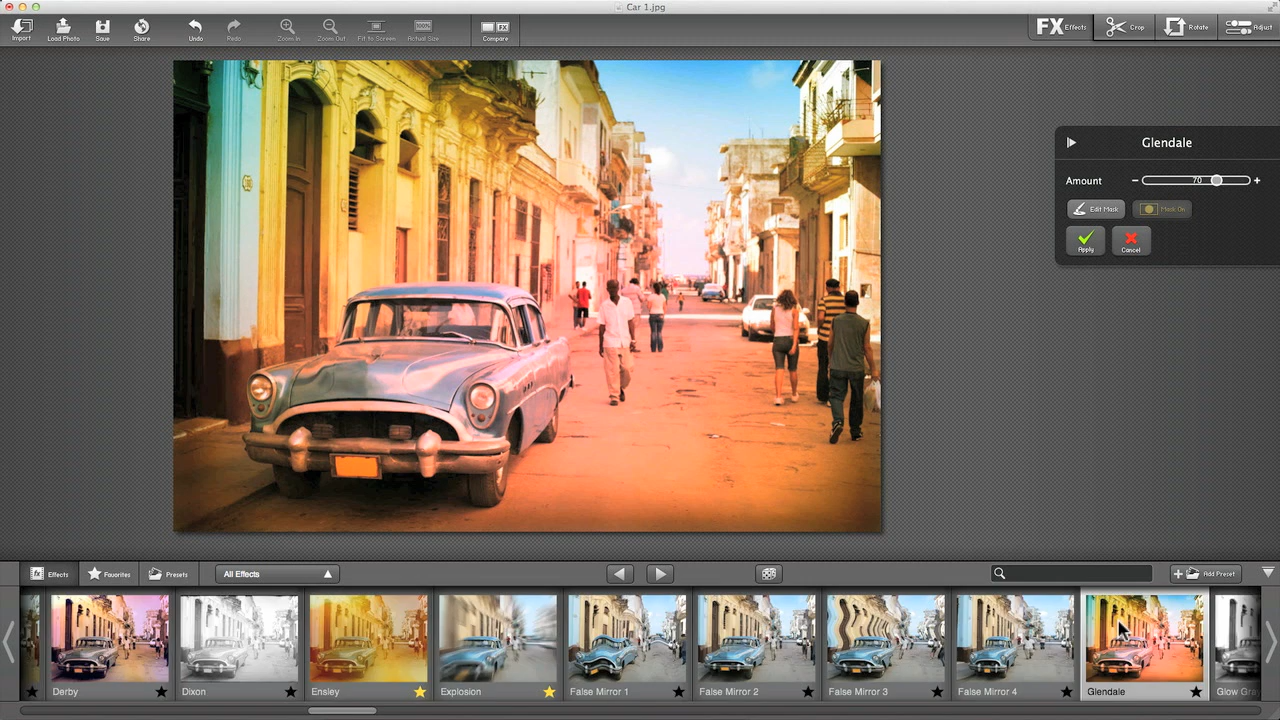 Car 1.jpg
Import Load Photo Save Share Undo Redo Zoom In Zoom Out Fit to Screen Actual Size Compare FX Effects Crop Rotate Adjust
100%
FX
Glendale
Amount 70
Edit Mask Mask On
Apply Cancel
fx Effects Favorites Presets All Effects Add Preset
Derby Dixon Ensley Explosion False Mirror 1 False Mirror 2 False Mirror 3 False Mirror 4 Glendale Glow Gra